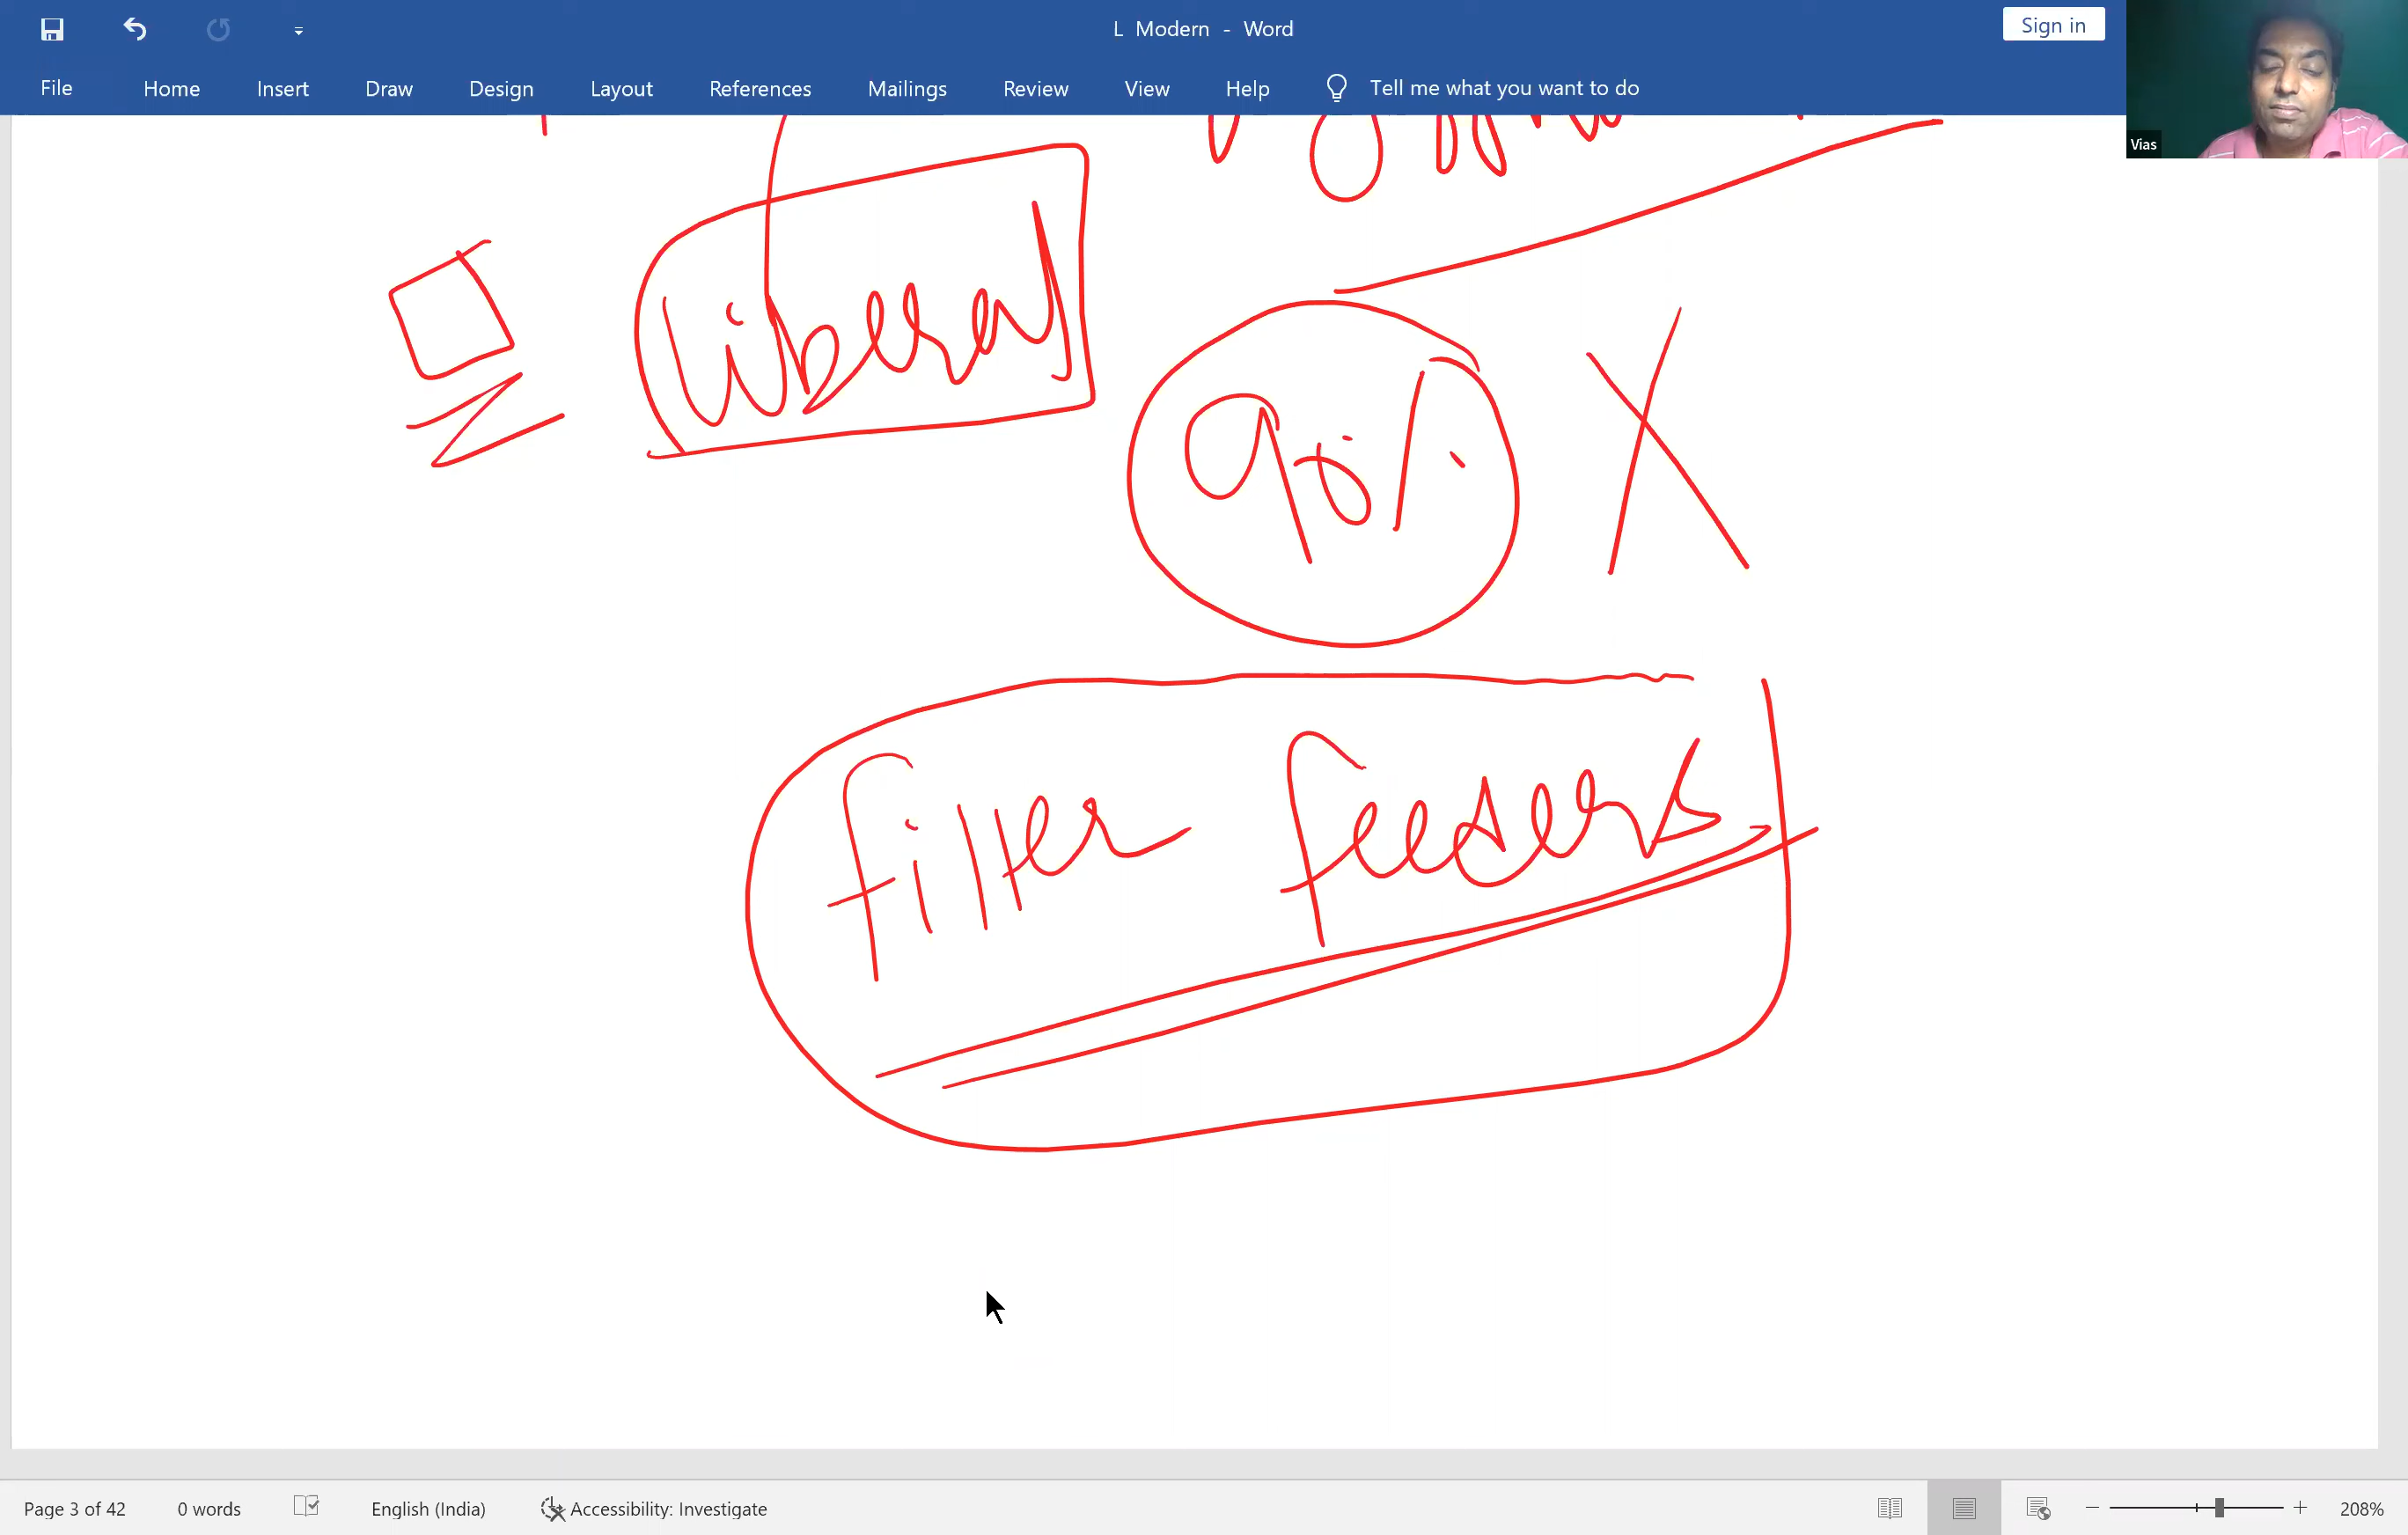 L Modern - Word
Sign in
File Home Insert Draw Design Layout References Mailings Review View Help Tell me what you want to do
Vias
Liberal
98%
X
filter feeders
Page 3 of 42 0 words English (India) Accessibility: Investigate 208%